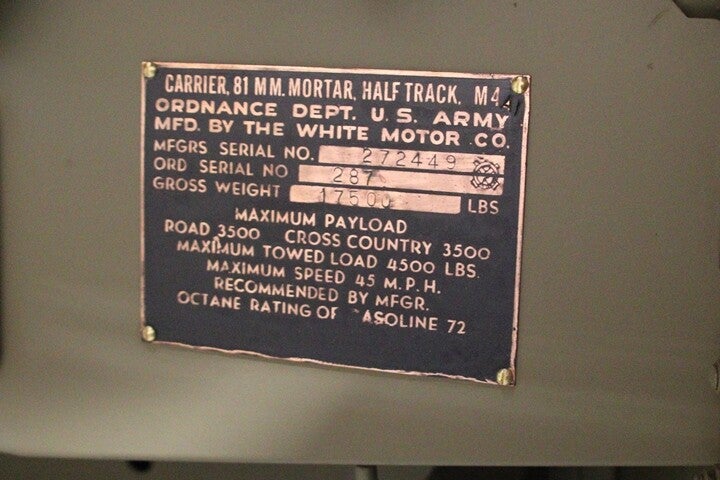 CARRIER, 81 MM. MORTAR, HALF TRACK, M4A1
ORDNANCE DEPT. U. S. ARMY
MFD. BY THE WHITE MOTOR CO.
MFGRS SERIAL NO. 272449
ORD SERIAL NO 287
GROSS WEIGHT 17500 LBS
MAXIMUM PAYLOAD
ROAD 3500 CROSS COUNTRY 3500
MAXIMUM TOWED LOAD 4500 LBS.
MAXIMUM SPEED 45 M.P.H.
RECOMMENDED BY MFGR.
OCTANE RATING OF ASOLINE 72